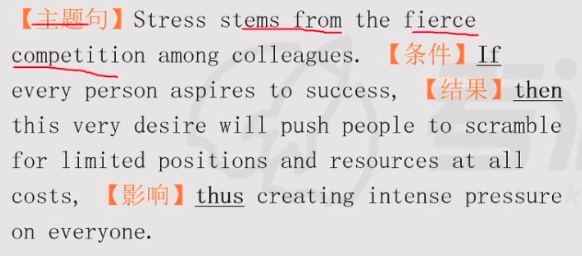 【主题句】Stress stems from the fierce
competition among colleagues. 【条件】If
every person aspires to success, 【结果】then
this very desire will push people to scramble
for limited positions and resources at all
costs, 【影响】thus creating intense pressure
on everyone.